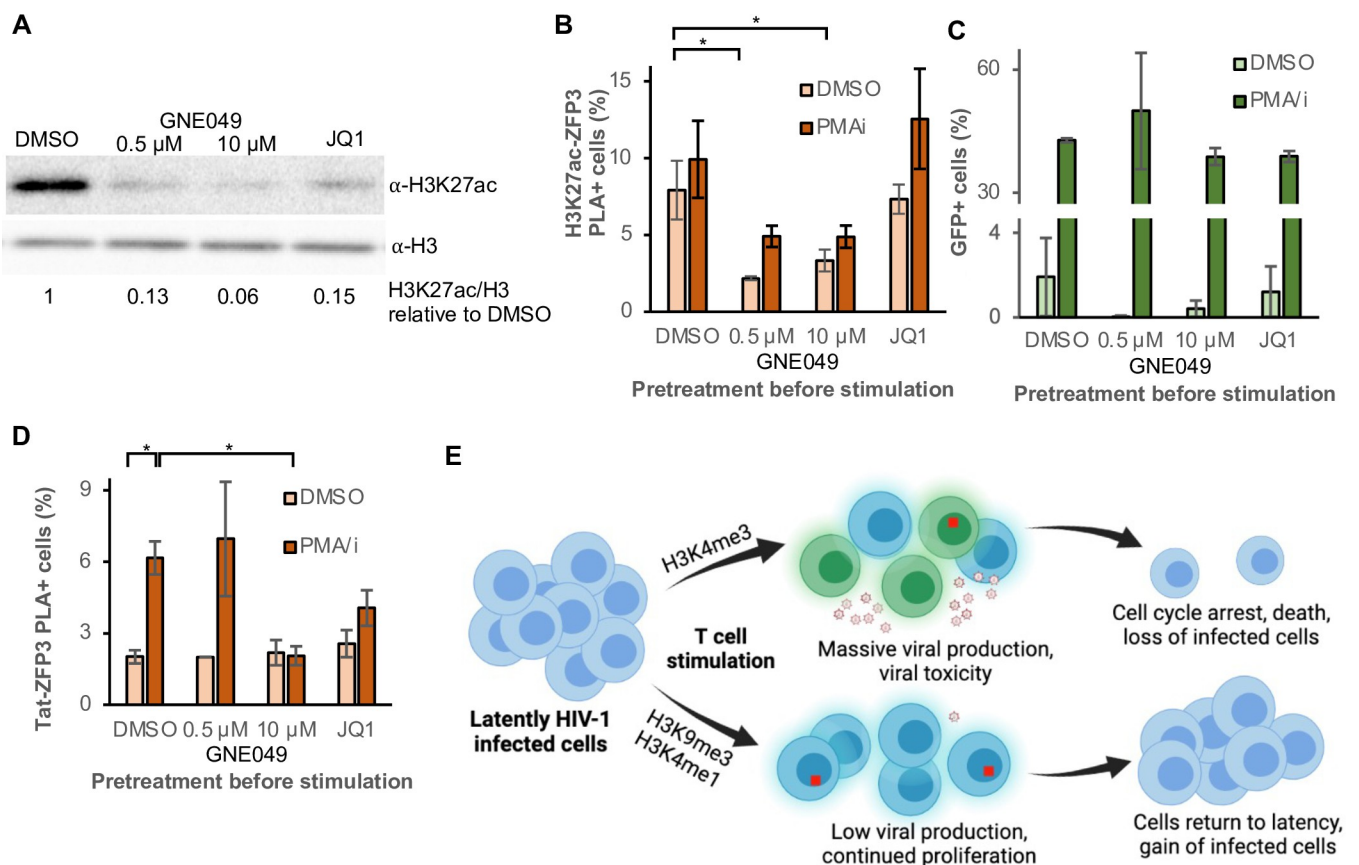 A
GNE049
DMSO 0.5 µM 10 µM JQ1
α-H3K27ac
α-H3
1 0.13 0.06 0.15 H3K27ac/H3
relative to DMSO
B
*
*
H3K27ac-ZFP3
PLA+ cells (%)
15
10
5
0
DMSO
PMAi
DMSO 0.5 µM 10 µM JQ1
GNE049
Pretreatment before stimulation
C
GFP+ cells (%)
60
30
4
0
DMSO
PMA/i
DMSO 0.5 µM 10 µM JQ1
GNE049
Pretreatment before stimulation
D
* *
Tat-ZFP3 PLA+ cells (%)
9
6
3
0
DMSO
PMA/i
DMSO 0.5 µM 10 µM JQ1
GNE049
Pretreatment before stimulation
E
Latently HIV-1
infected cells
H3K4me3
T cell
stimulation
H3K9me3
H3K4me1
Massive viral production,
viral toxicity
Cell cycle arrest, death,
loss of infected cells
Low viral production,
continued proliferation
Cells return to latency,
gain of infected cells